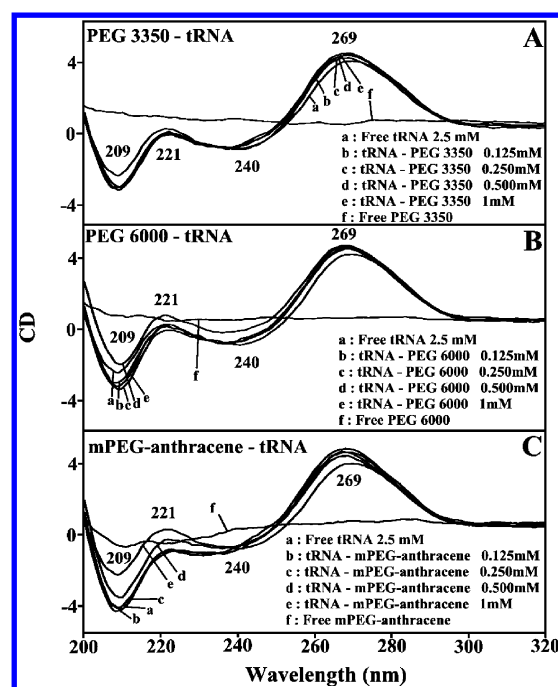 PEG 3350 - tRNA
A
269
4
a b c d e f
0
209
221
240
-4
a : Free tRNA 2.5 mM
b : tRNA - PEG 3350 0.125mM
c : tRNA - PEG 3350 0.250mM
d : tRNA - PEG 3350 0.500mM
e : tRNA - PEG 3350 1mM
f : Free PEG 3350
PEG 6000 - tRNA
B
269
4
221
0
209
240
a b c d e
f
-4
a : Free tRNA 2.5 mM
b : tRNA - PEG 6000 0.125mM
c : tRNA - PEG 6000 0.250mM
d : tRNA - PEG 6000 0.500mM
e : tRNA - PEG 6000 1mM
f : Free PEG 6000
CD
mPEG-anthracene - tRNA
C
4
269
221
f
0
209
240
d
e
c
a
b
-4
a : Free tRNA 2.5 mM
b : tRNA - mPEG-anthracene 0.125mM
c : tRNA - mPEG-anthracene 0.250mM
d : tRNA - mPEG-anthracene 0.500mM
e : tRNA - mPEG-anthracene 1mM
f : Free mPEG-anthracene
200 220 240 260 280 300 320
Wavelength (nm)